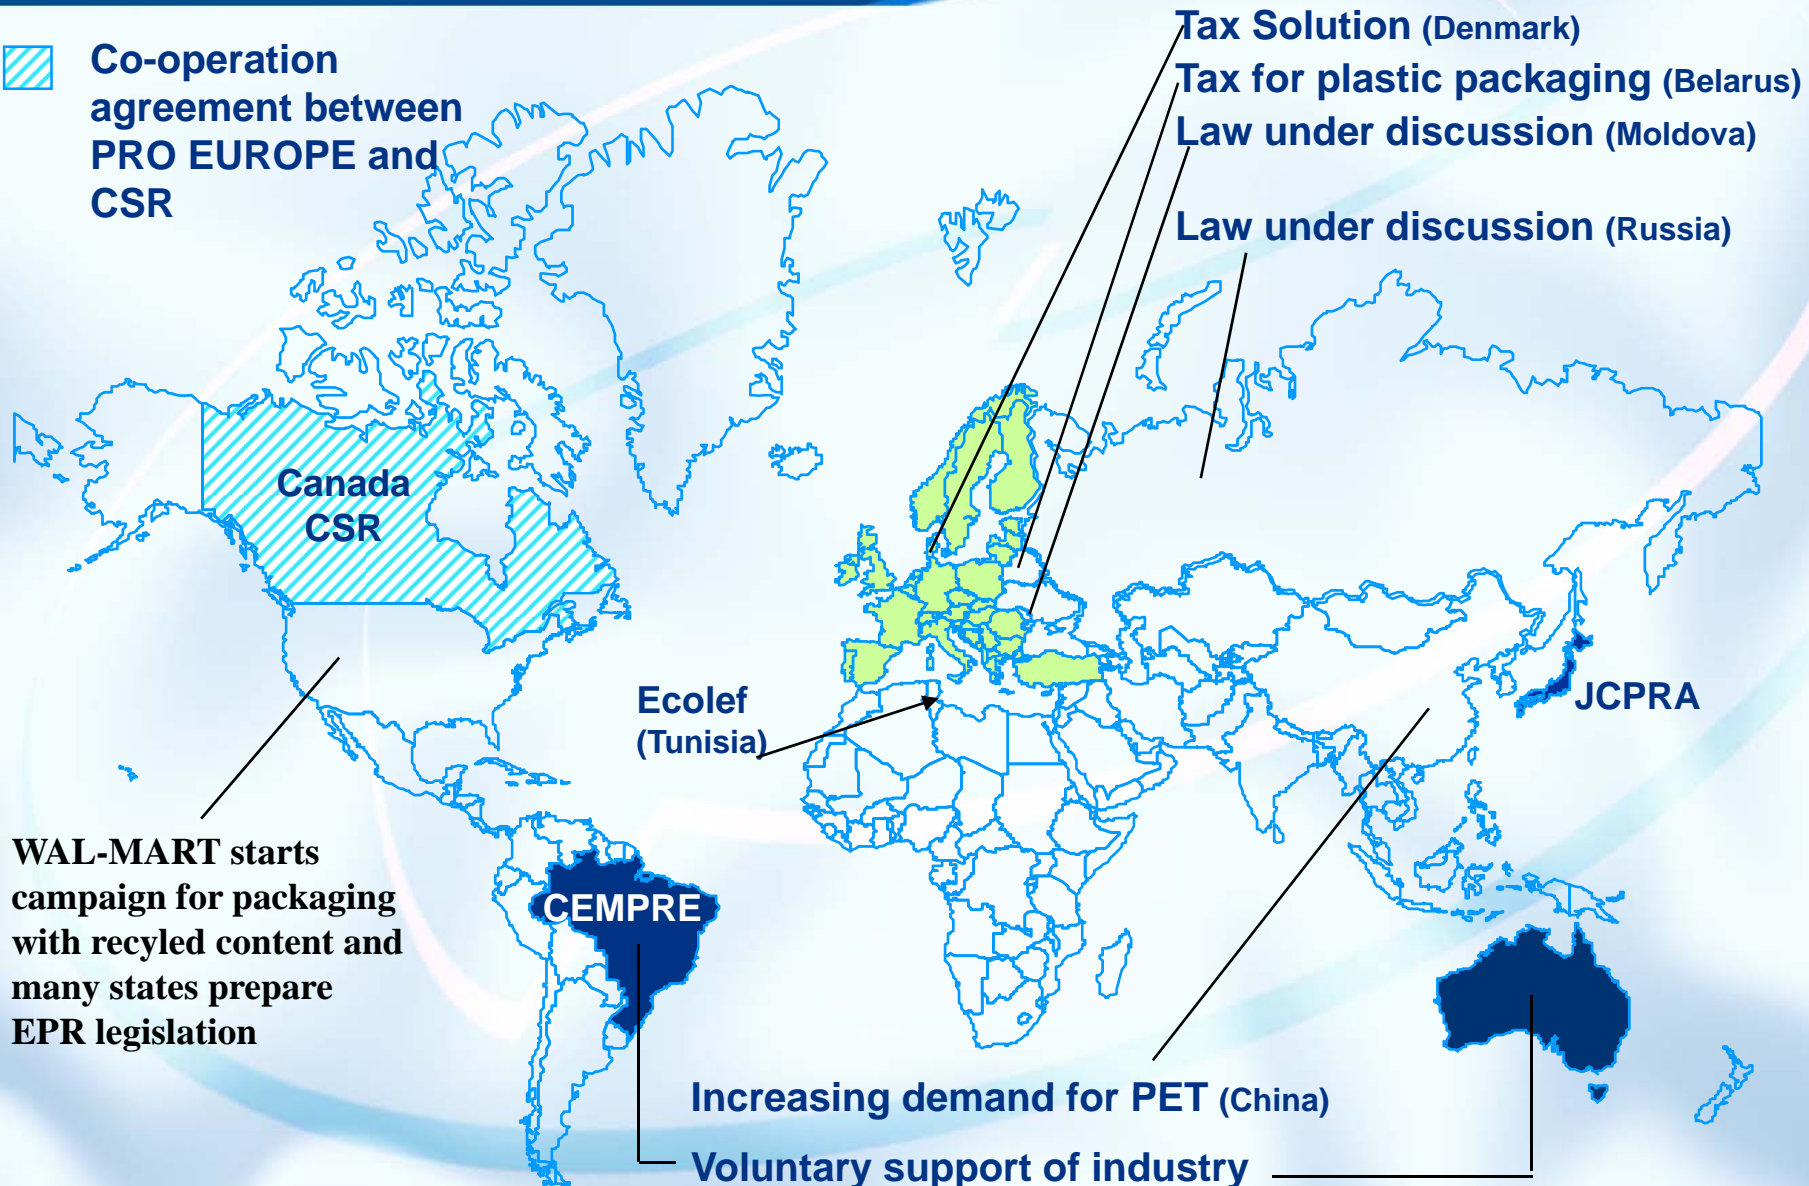 Co-operation
agreement between
PRO EUROPE and
CSR
Tax Solution (Denmark)
Tax for plastic packaging (Belarus)
Law under discussion (Moldova)
Law under discussion (Russia)
Canada
CSR
Ecolef
(Tunisia)
JCPRA
WAL-MART starts
campaign for packaging
with recyled content and
many states prepare
EPR legislation
CEMPRE
Increasing demand for PET (China)
Voluntary support of industry